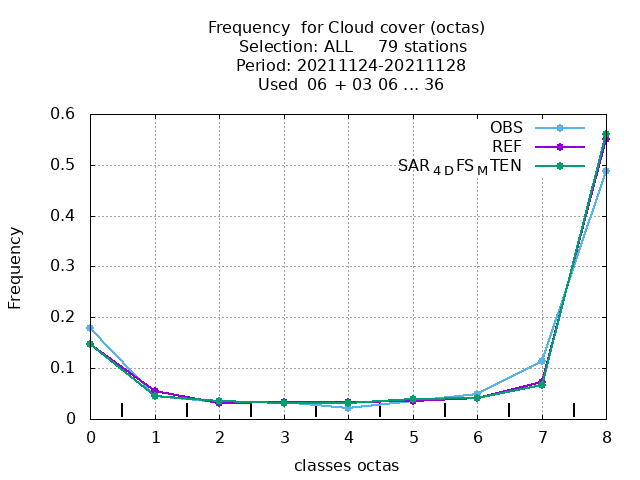 Frequency  for Cloud cover (octas)
Selection: ALL     79 stations
Period: 20211124-20211128
Used  06 + 03 06 ... 36
OBS
REF
SAR4DFSMTEN
0.6
0.5
0.4
0.3
0.2
0.1
0
Frequency
0 1 2 3 4 5 6 7 8
classes octas